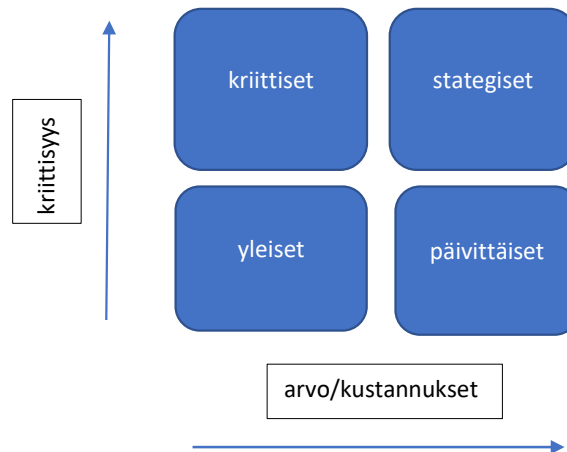 kriittiset
stategiset
kriittisyys
yleiset
päivittäiset
arvo/kustannukset